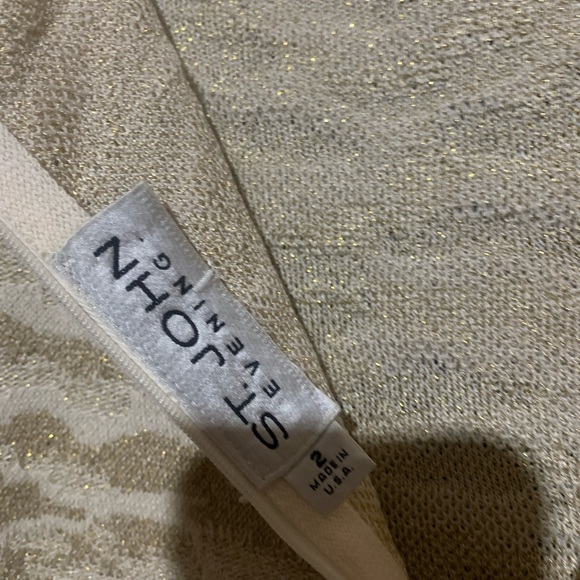 ST. JOHN
EVENING.
2
MADE IN
U.S.A.